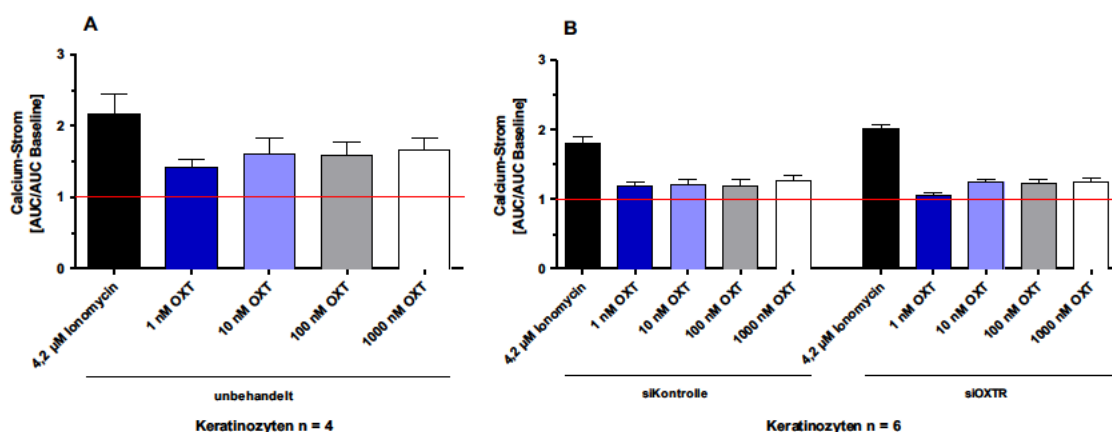 A
Calcium-Strom
[AUC/AUC Baseline]
3
2
1
0
4,2 µM Ionomycin
1 nM OXT
10 nM OXT
100 nM OXT
1000 nM OXT
unbehandelt
Keratinozyten n = 4
B
Calcium-Strom
[AUC/AUC Baseline]
3
2
1
0
4,2 µM Ionomycin
1 nM OXT
10 nM OXT
100 nM OXT
1000 nM OXT
4,2 µM Ionomycin
1 nM OXT
10 nM OXT
100 nM OXT
1000 nM OXT
siKontrolle
siOXTR
Keratinozyten n = 6